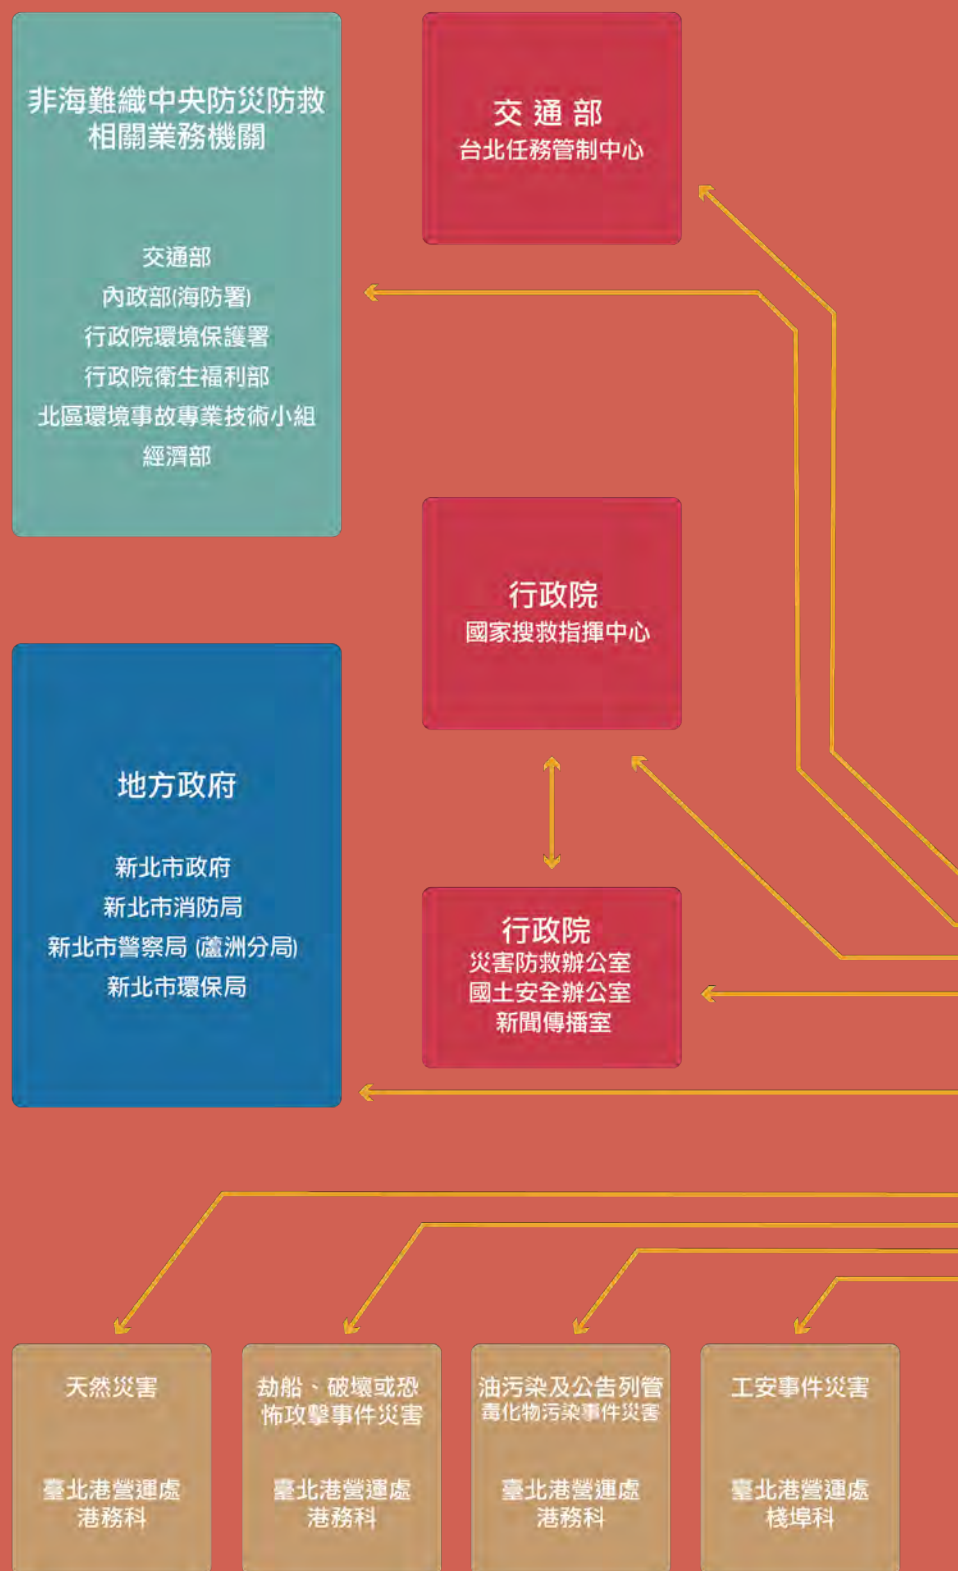 非海難織中央防災防救
相關業務機關
交通部
內政部(海防署)
行政院環境保護署
行政院衛生福利部
北區環境事故專業技術小組
經濟部
交通部
台北任務管制中心
行政院
國家搜救指揮中心
地方政府
新北市政府
新北市消防局
新北市警察局 (蘆洲分局)
新北市環保局
行政院
災害防救辦公室
國土安全辦公室
新聞傳播室
天然災害
臺北港營運處
港務科
劫船、破壞或恐
怖攻擊事件災害
臺北港營運處
港務科
油污染及公告列管
毒化物污染事件災害
臺北港營運處
港務科
工安事件災害
臺北港營運處
棧埠科